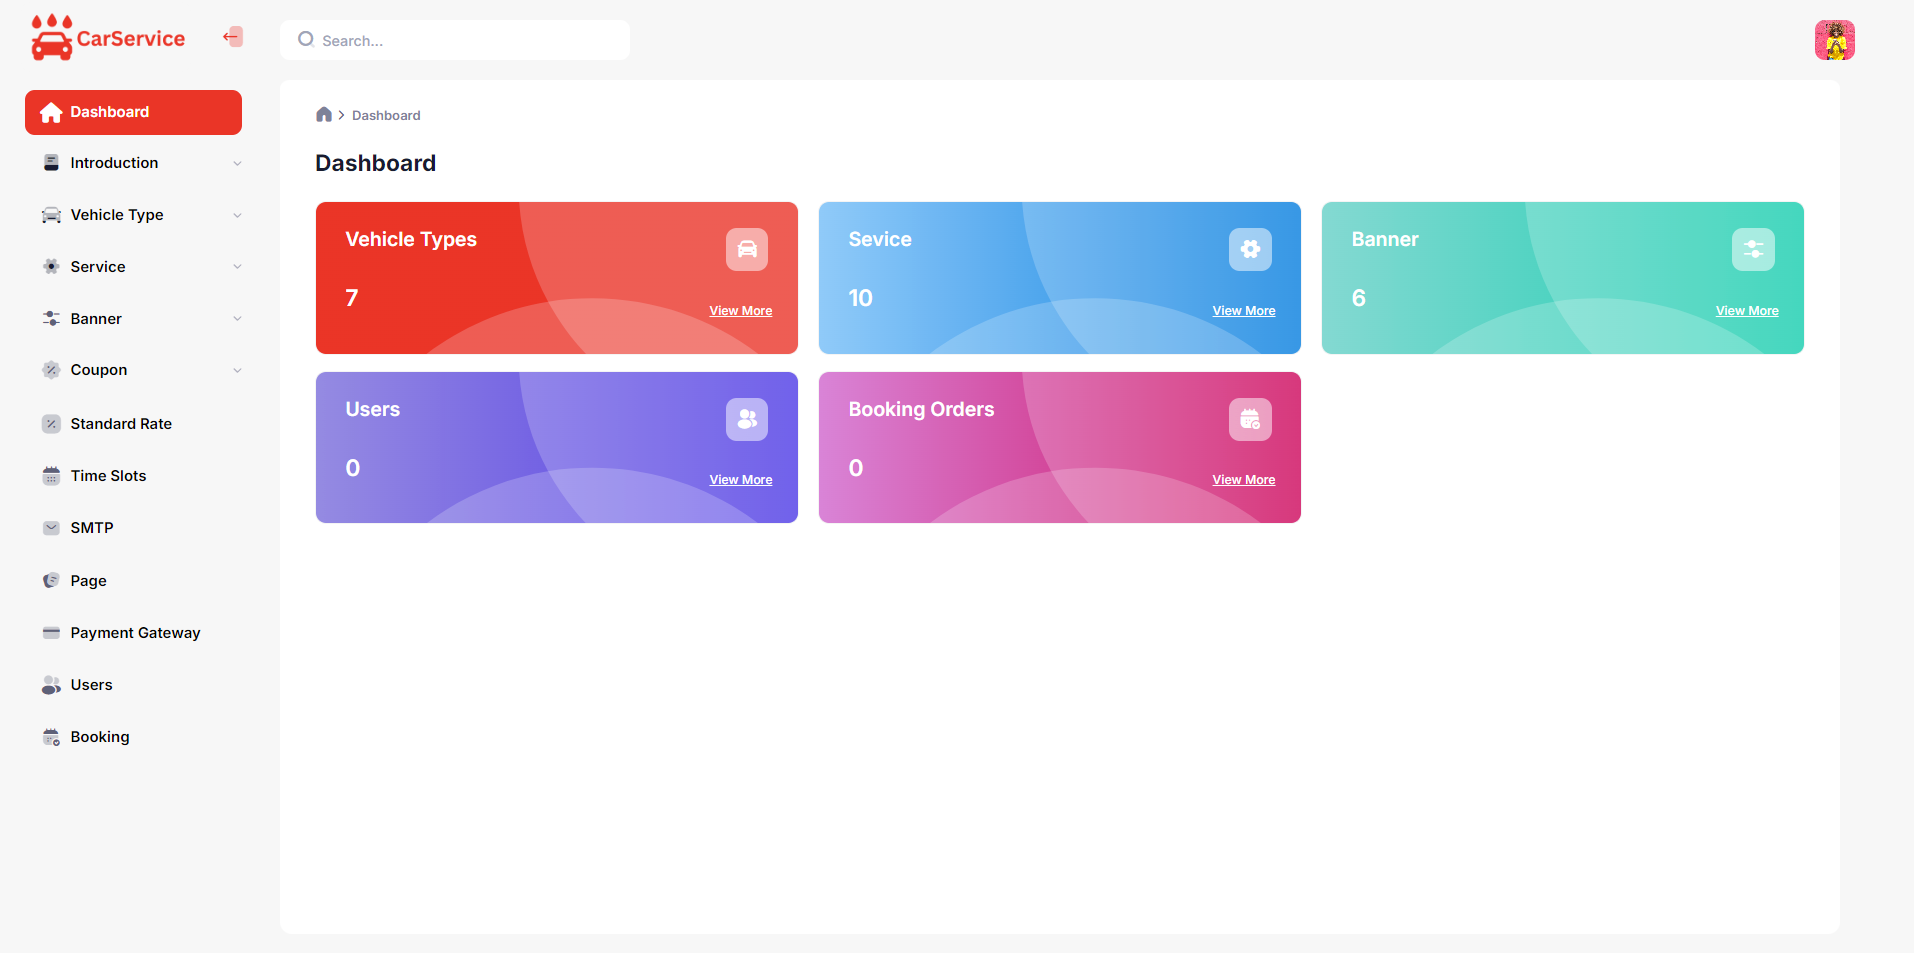 CarService
Search...
Dashboard
Introduction
Vehicle Type
Service
Banner
Coupon
Standard Rate
Time Slots
SMTP
Page
Payment Gateway
Users
Booking
Dashboard
Dashboard
Vehicle Types
7
View More
Sevice
10
View More
Banner
6
View More
Users
0
View More
Booking Orders
0
View More